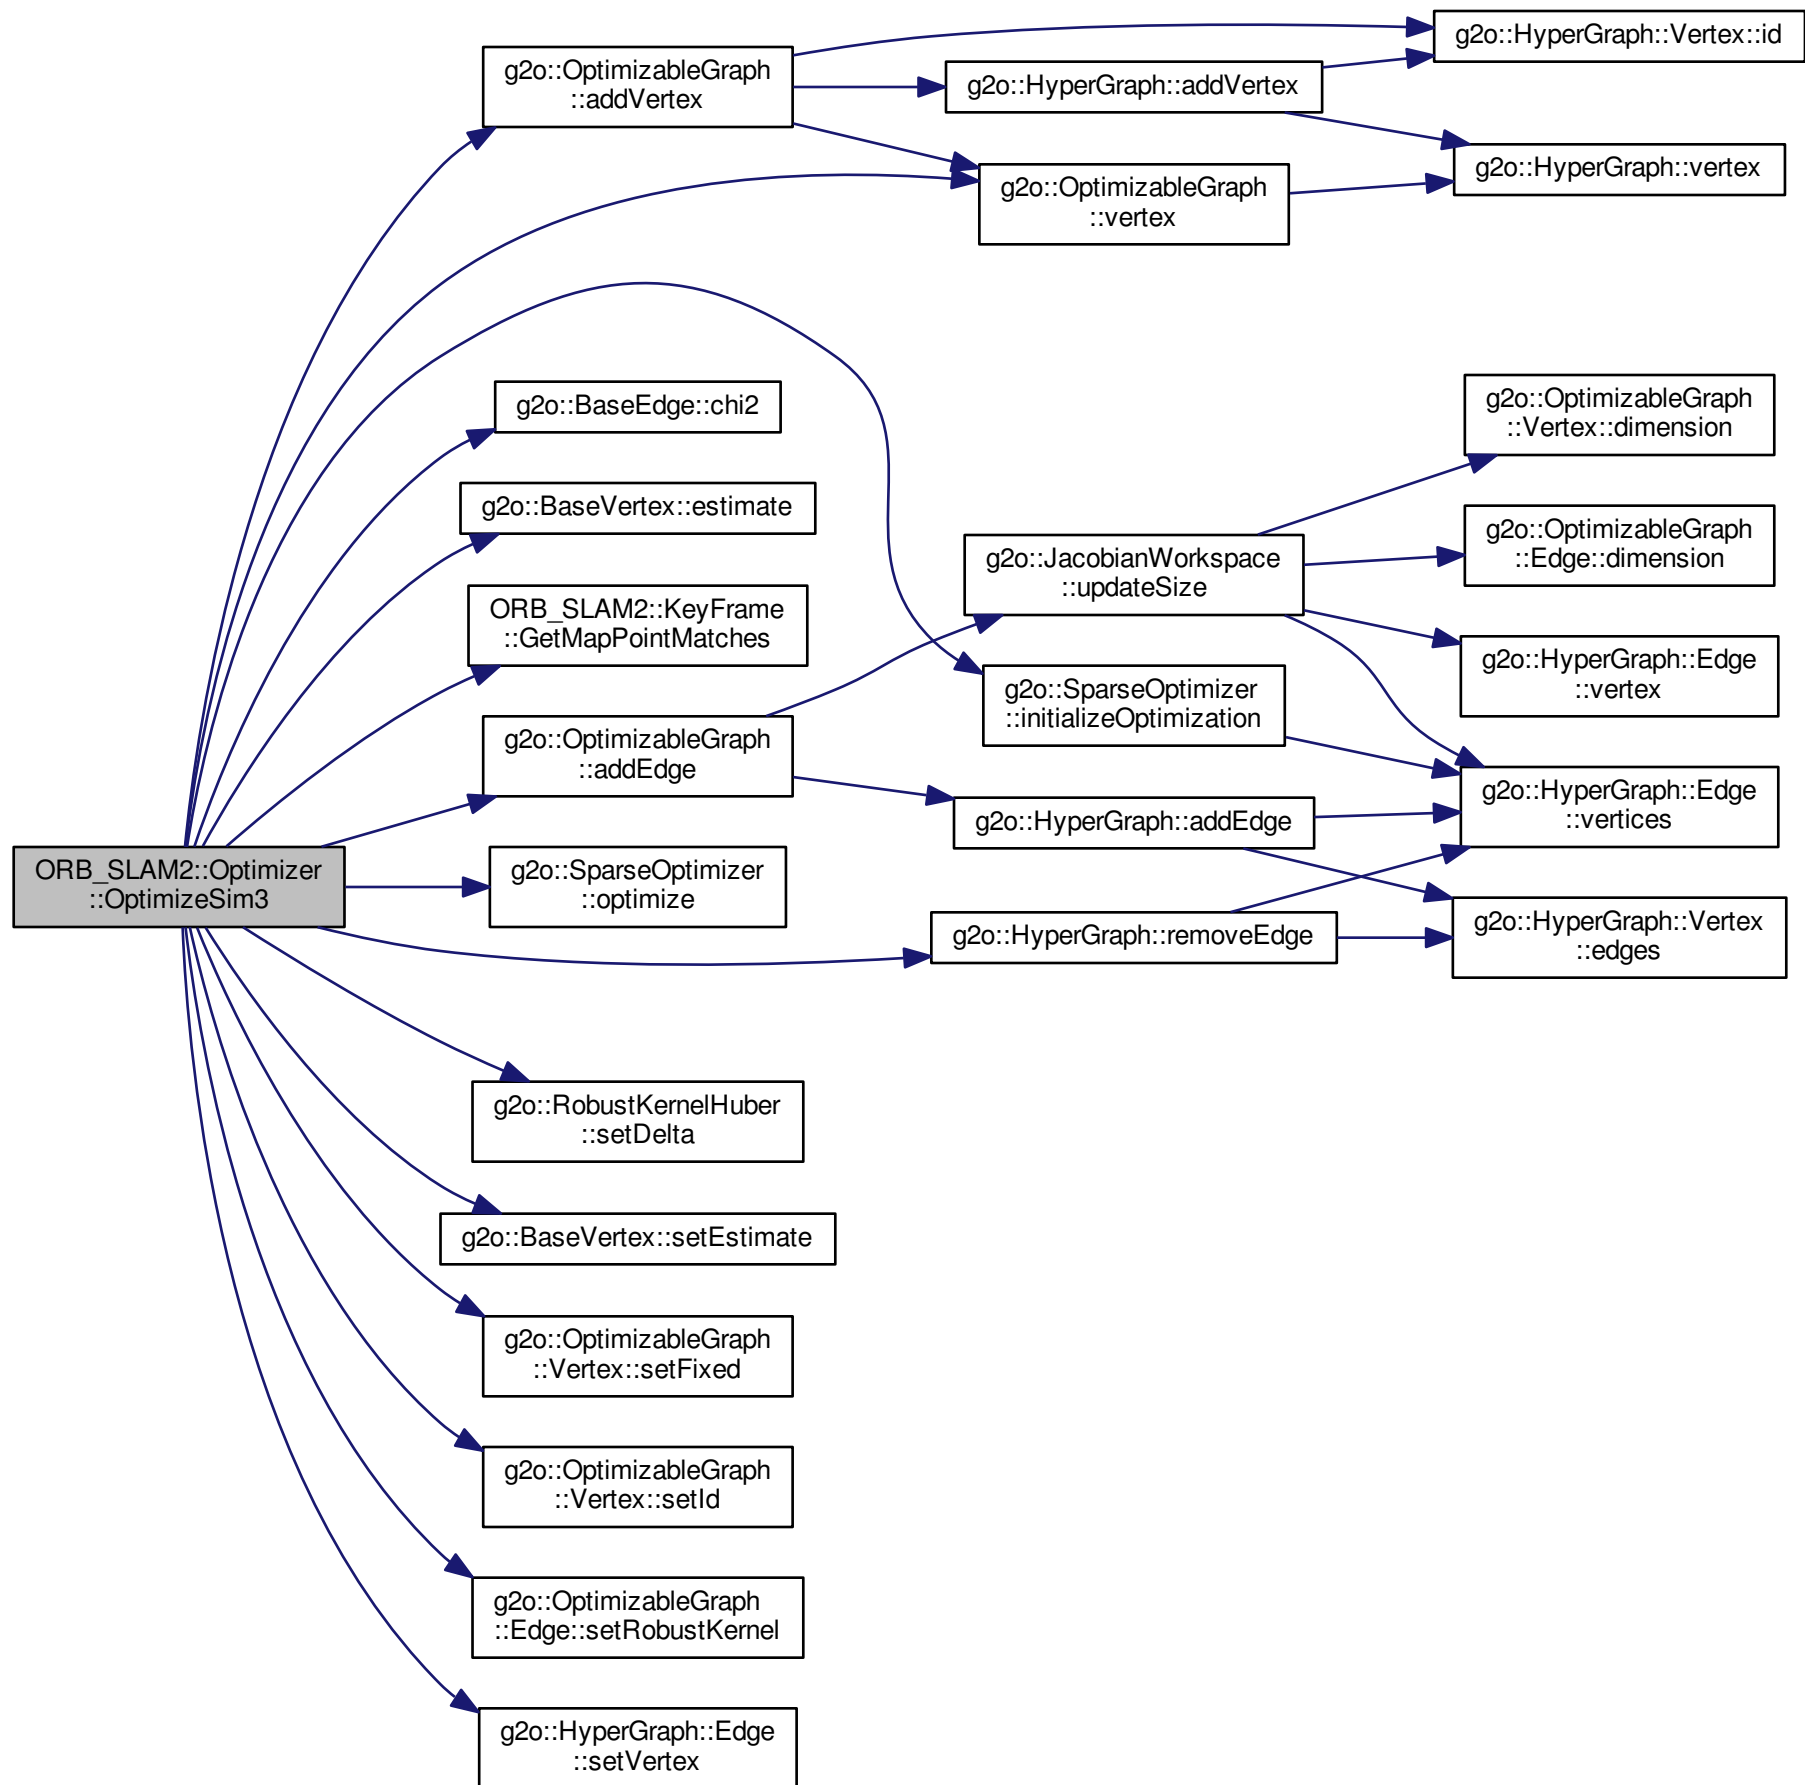 g2o::HyperGraph::Vertex::id
g2o::OptimizableGraph
::addVertex
g2o::HyperGraph::addVertex
g2o::HyperGraph::vertex
g2o::OptimizableGraph
::vertex
g2o::BaseEdge::chi2
g2o::OptimizableGraph
::Vertex::dimension
g2o::BaseVertex::estimate
g2o::OptimizableGraph
::Edge::dimension
g2o::JacobianWorkspace
::updateSize
ORB_SLAM2::KeyFrame
::GetMapPointMatches
g2o::HyperGraph::Edge
::vertex
g2o::SparseOptimizer
::initializeOptimization
g2o::OptimizableGraph
::addEdge
g2o::HyperGraph::Edge
::vertices
g2o::HyperGraph::addEdge
ORB_SLAM2::Optimizer
::OptimizeSim3
g2o::SparseOptimizer
::optimize
g2o::HyperGraph::removeEdge
g2o::HyperGraph::Vertex
::edges
g2o::RobustKernelHuber
::setDelta
g2o::BaseVertex::setEstimate
g2o::OptimizableGraph
::Vertex::setFixed
g2o::OptimizableGraph
::Vertex::setId
g2o::OptimizableGraph
::Edge::setRobustKernel
g2o::HyperGraph::Edge
::setVertex